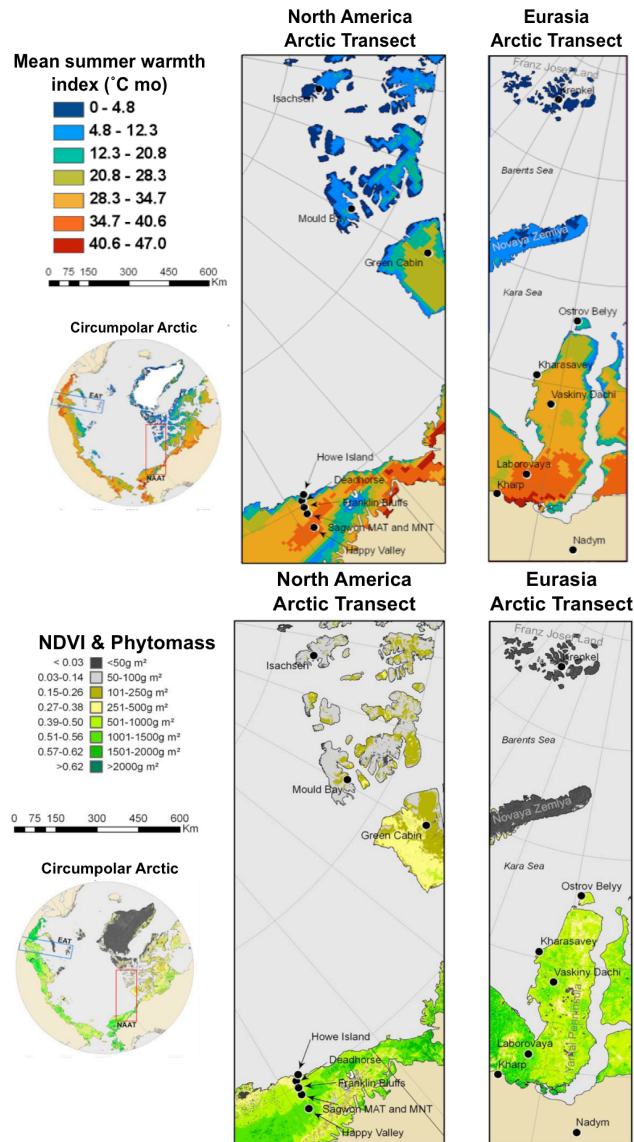 North America
Arctic Transect
Eurasia
Arctic Transect
Mean summer warmth
index (˚C mo)
0 - 4.8
4.8 - 12.3
12.3 - 20.8
20.8 - 28.3
28.3 - 34.7
34.7 - 40.6
40.6 - 47.0
0 75 150 300 450 600
Km
Circumpolar Arctic
EAT
NAAT
Isachsen
Mould Bay
Green Cabin
Howe Island
Deadhorse
Franklin Bluffs
Sagwon MAT and MNT
Happy Valley
Franz Josef Land
Krenkel
Barents Sea
Novaya Zemlya
Kara Sea
Ostrov Belyy
Kharasavey
Vaskiny Dachi
Laborovaya
Kharp
Nadym
North America
Arctic Transect
Eurasia
Arctic Transect
NDVI & Phytomass
< 0.03 <50g m²
0.03-0.14 50-100g m²
0.15-0.26 101-250g m²
0.27-0.38 251-500g m²
0.39-0.50 501-1000g m²
0.51-0.56 1001-1500g m²
0.57-0.62 1501-2000g m²
>0.62 >2000g m²
0 75 150 300 450 600
Km
Circumpolar Arctic
EAT
NAAT
Isachsen
Mould Bay
Green Cabin
Howe Island
Deadhorse
Franklin Bluffs
Sagwon MAT and MNT
Happy Valley
Franz Josef Land
Krenkel
Barents Sea
Novaya Zemlya
Kara Sea
Ostrov Belyy
Kharasavey
Vaskiny Dachi
Yamal Peninsula
Laborovaya
Kharp
Nadym